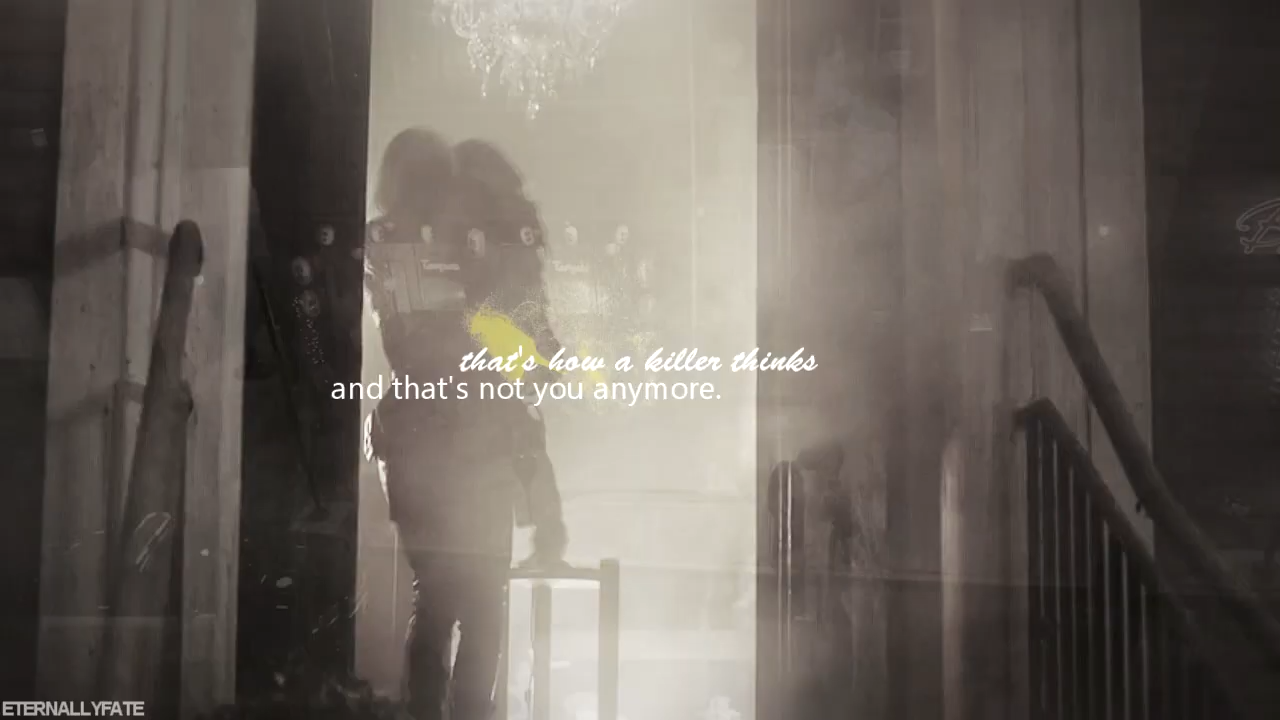 that's how a killer thinks
and that's not you anymore.
ETERNALLYFATE